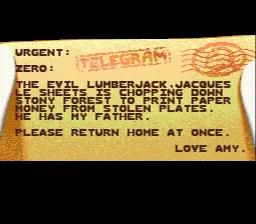 URGENT:
TELEGRAM
ZERO:
THE EVIL LUMBERJACK.JACQUES
LE SHEETS IS CHOPPING DOWN
STONY FOREST TO PRINT PAPER
MONEY FROM STOLEN PLATES.
HE HAS MY FATHER.
PLEASE RETURN HOME AT ONCE.
LOVE AMY.